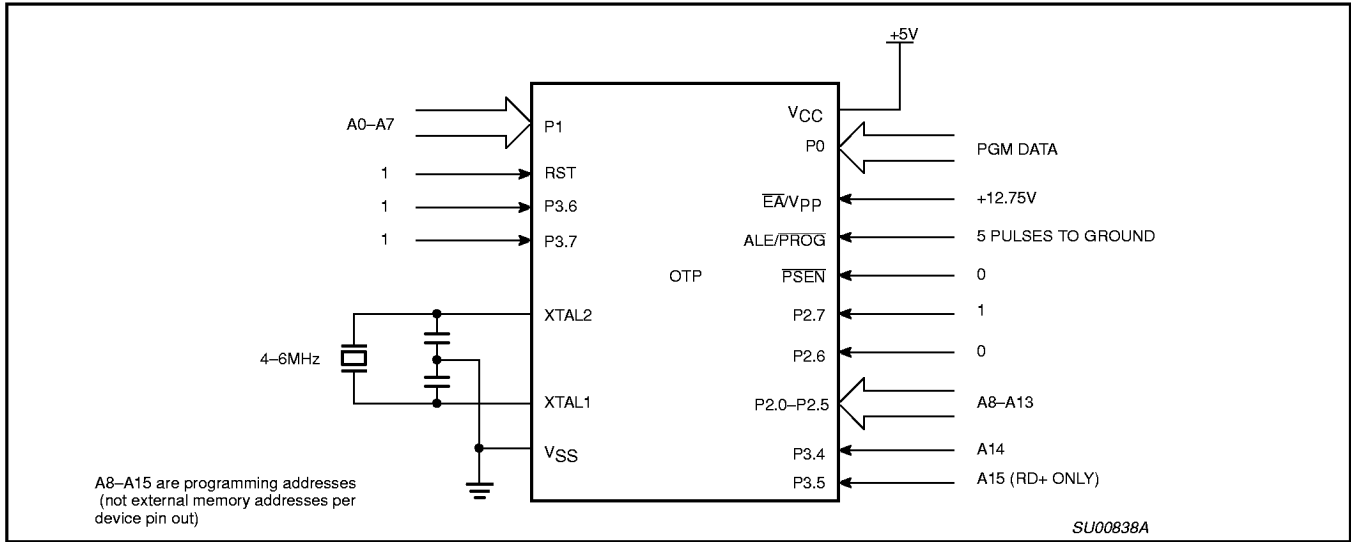 +5V
A0–A7
P1
VCC
P0
PGM DATA
1
RST
1
P3.6
EA/VPP
+12.75V
1
P3.7
ALE/PROG
5 PULSES TO GROUND
OTP
PSEN
0
XTAL2
P2.7
1
4–6MHz
P2.6
0
XTAL1
P2.0–P2.5
A8–A13
VSS
P3.4
A14
P3.5
A15 (RD+ ONLY)
A8–A15 are programming addresses
(not external memory addresses per
device pin out)
SU00838A